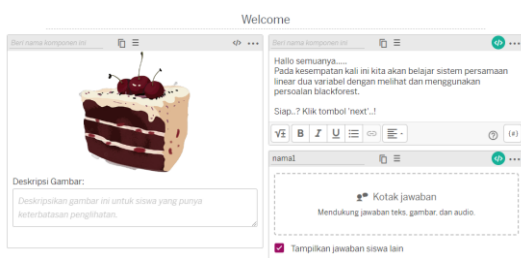 Welcome
Beri nama komponen ini
Deskripsi Gambar:
Deskripsikan gambar ini untuk siswa yang punya
keterbatasan penglihatan.
Beri nama komponen ini
Hallo semuanya.....
Pada kesempatan kali ini kita akan belajar sistem persamaan
linear dua variabel dengan melihat dan menggunakan
persoalan blackforest.
Siap..? Klik tombol 'next'..!
B I U
nama1
Kotak jawaban
Mendukung jawaban teks, gambar, dan audio.
Tampilkan jawaban siswa lain